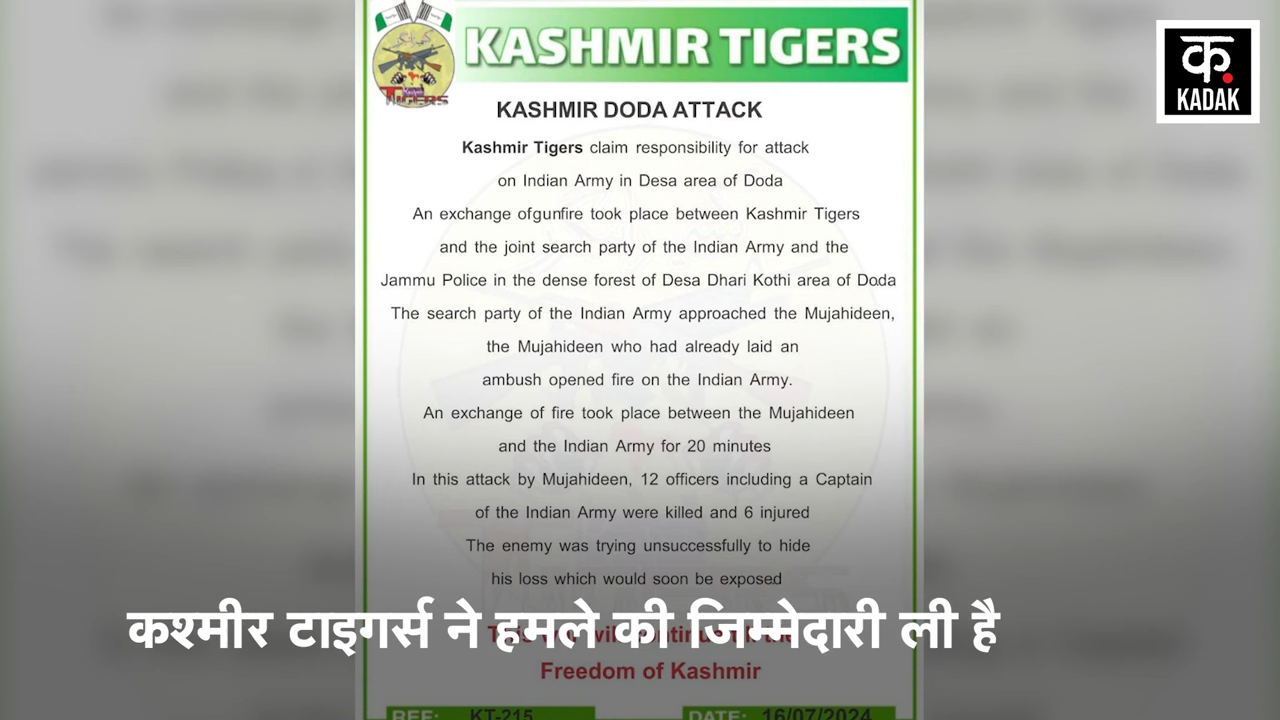 KASHMIR TIGERS
TIGERS
क.
KADAK
KASHMIR DODA ATTACK
Kashmir Tigers claim responsibility for attack
on Indian Army in Desa area of Doda
An exchange ofgunfire took place between Kashmir Tigers
and the joint search party of the Indian Army and the
Jammu Police in the dense forest of Desa Dhari Kothi area of Doda
The search party of the Indian Army approached the Mujahideen,
the Mujahideen who had already laid an
ambush opened fire on the Indian Army.
An exchange of fire took place between the Mujahideen
and the Indian Army for 20 minutes
In this attack by Mujahideen, 12 officers including a Captain
of the Indian Army were killed and 6 injured
The enemy was trying unsuccessfully to hide
his loss which would soon be exposed
कश्मीर टाइगर्स ने हमले की जिम्मेदारी ली है
Freedom of Kashmir
REF: KT-215
DATE: 16/07/2024